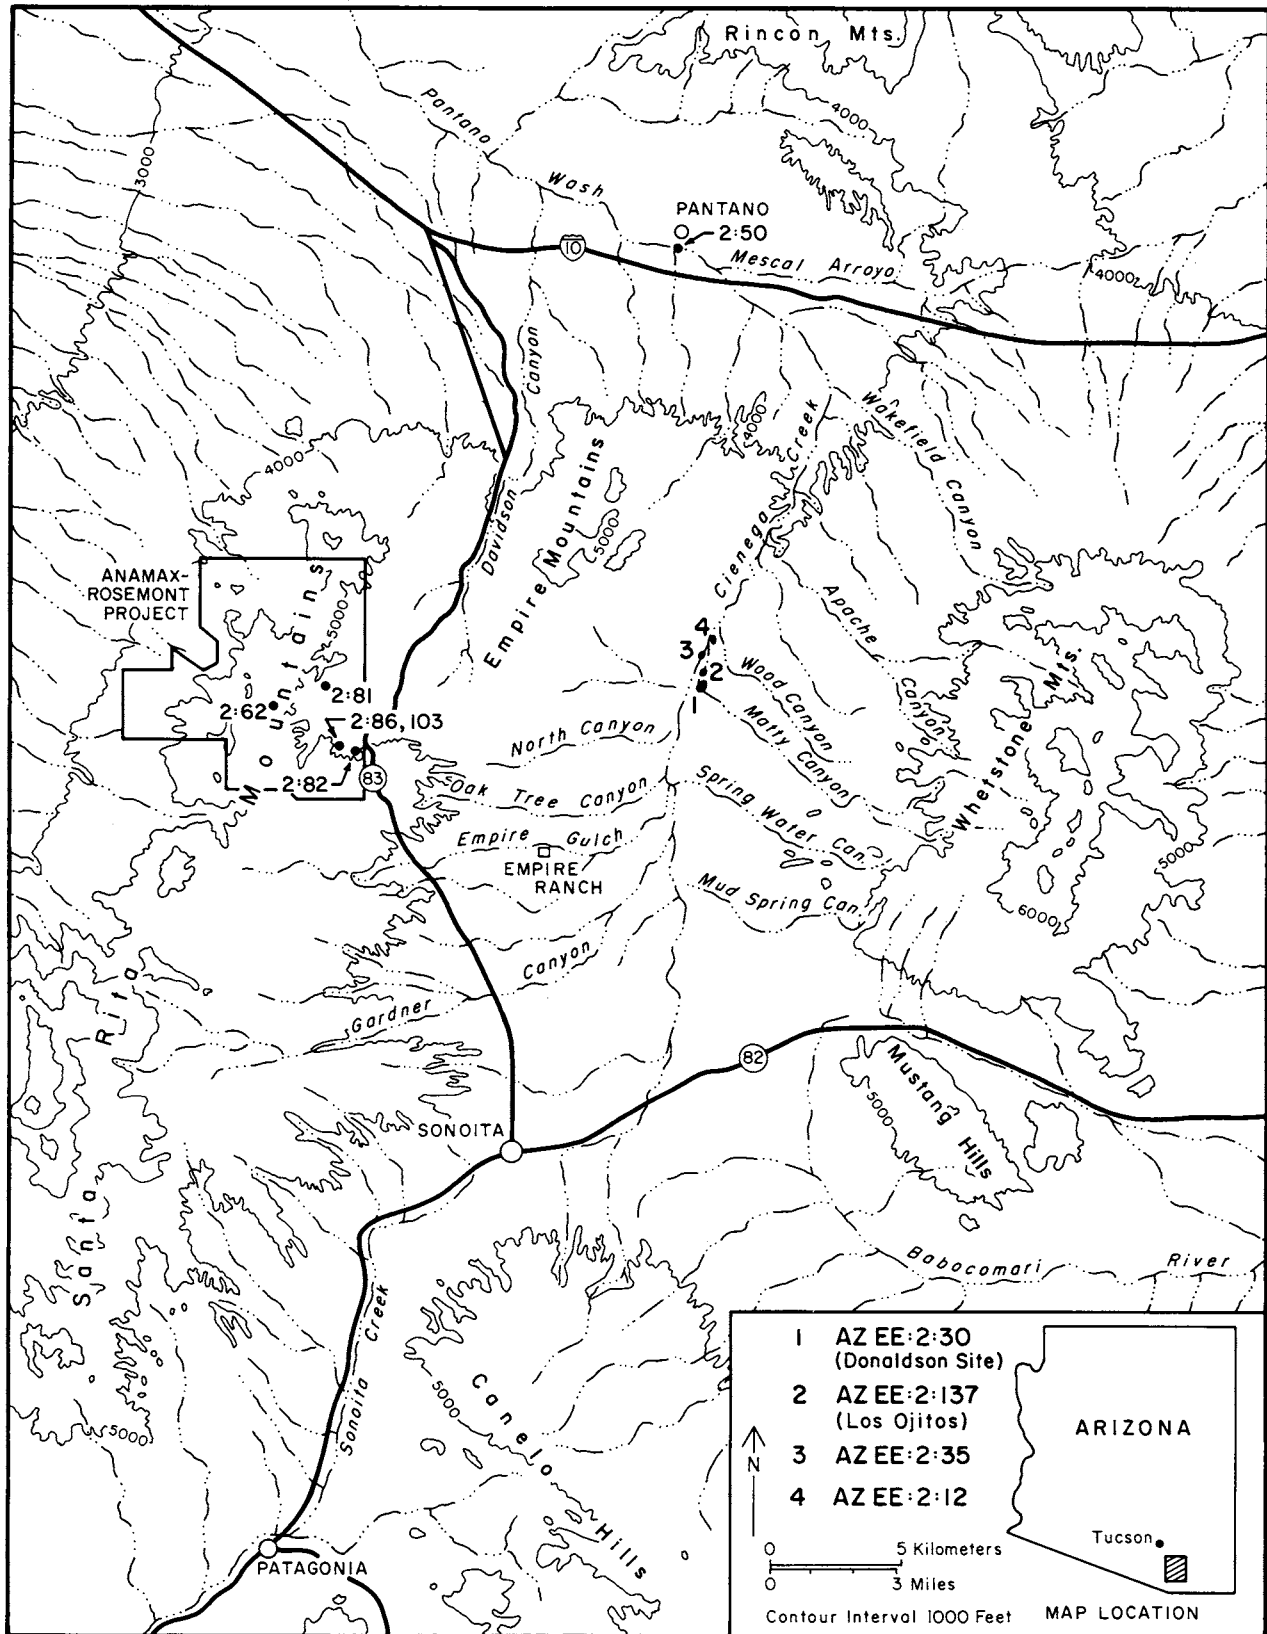 Rincon Mts.
Pantano
Wash
4000
3000
PANTANO
2:50
10
Mescal Arroyo
4000
Canyon
Davidson
4000
4000
Cienega Creek
Wakefield Canyon
Empire Mountains
5000
ANAMAX-
ROSEMONT
PROJECT
5000
Santa Rita Mountains
2:81
2:62
2:86, 103
2:82
83
4
3
2
1
Apache Canyon
Wood Canyon
Matty Canyon
North Canyon
Oak Tree Canyon
Spring Water Can.
Whetstone Mts.
Empire Gulch
EMPIRE
RANCH
Mud Spring Can.
5000
6000
Gardner Canyon
82
Mustang Hills
5000
SONOITA
Babocomari River
Sonoita Creek
5000
Canelo Hills
5000
PATAGONIA
1 AZ EE:2:30
(Donaldson Site)
2 AZ EE:2:137
(Los Ojitos)
3 AZ EE:2:35
4 AZ EE:2:12
N
0 5 Kilometers
0 3 Miles
Contour Interval 1000 Feet
ARIZONA
Tucson
MAP LOCATION